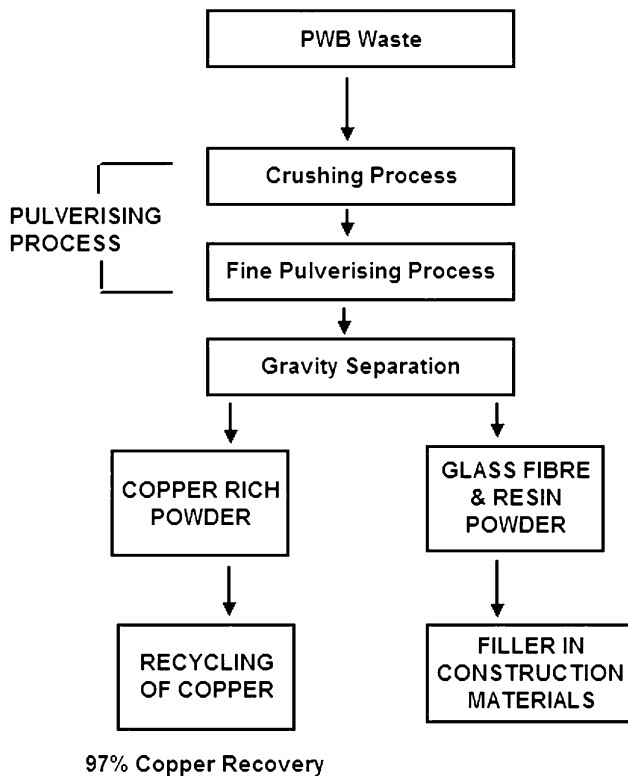 PWB Waste
Crushing Process
PULVERISING
PROCESS
Fine Pulverising Process
Gravity Separation
COPPER RICH
POWDER
GLASS FIBRE
& RESIN
POWDER
RECYCLING
OF COPPER
FILLER IN
CONSTRUCTION
MATERIALS
97% Copper Recovery